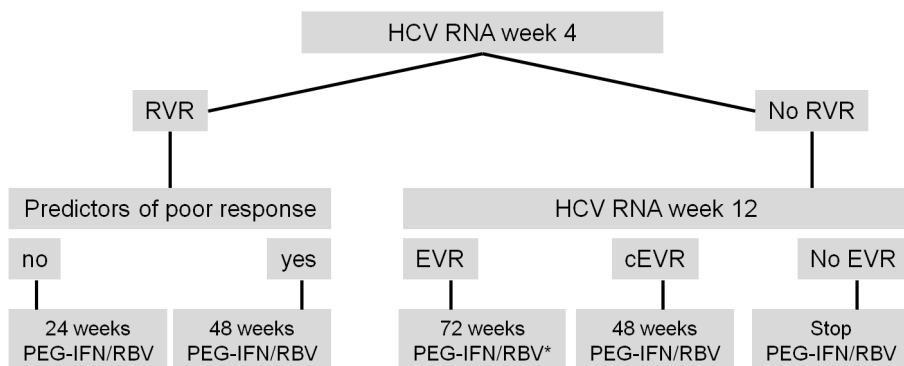 HCV RNA week 4
RVR
No RVR
Predictors of poor response
HCV RNA week 12
no
yes
EVR
cEVR
No EVR
24 weeks
PEG-IFN/RBV
48 weeks
PEG-IFN/RBV
72 weeks
PEG-IFN/RBV*
48 weeks
PEG-IFN/RBV
Stop
PEG-IFN/RBV